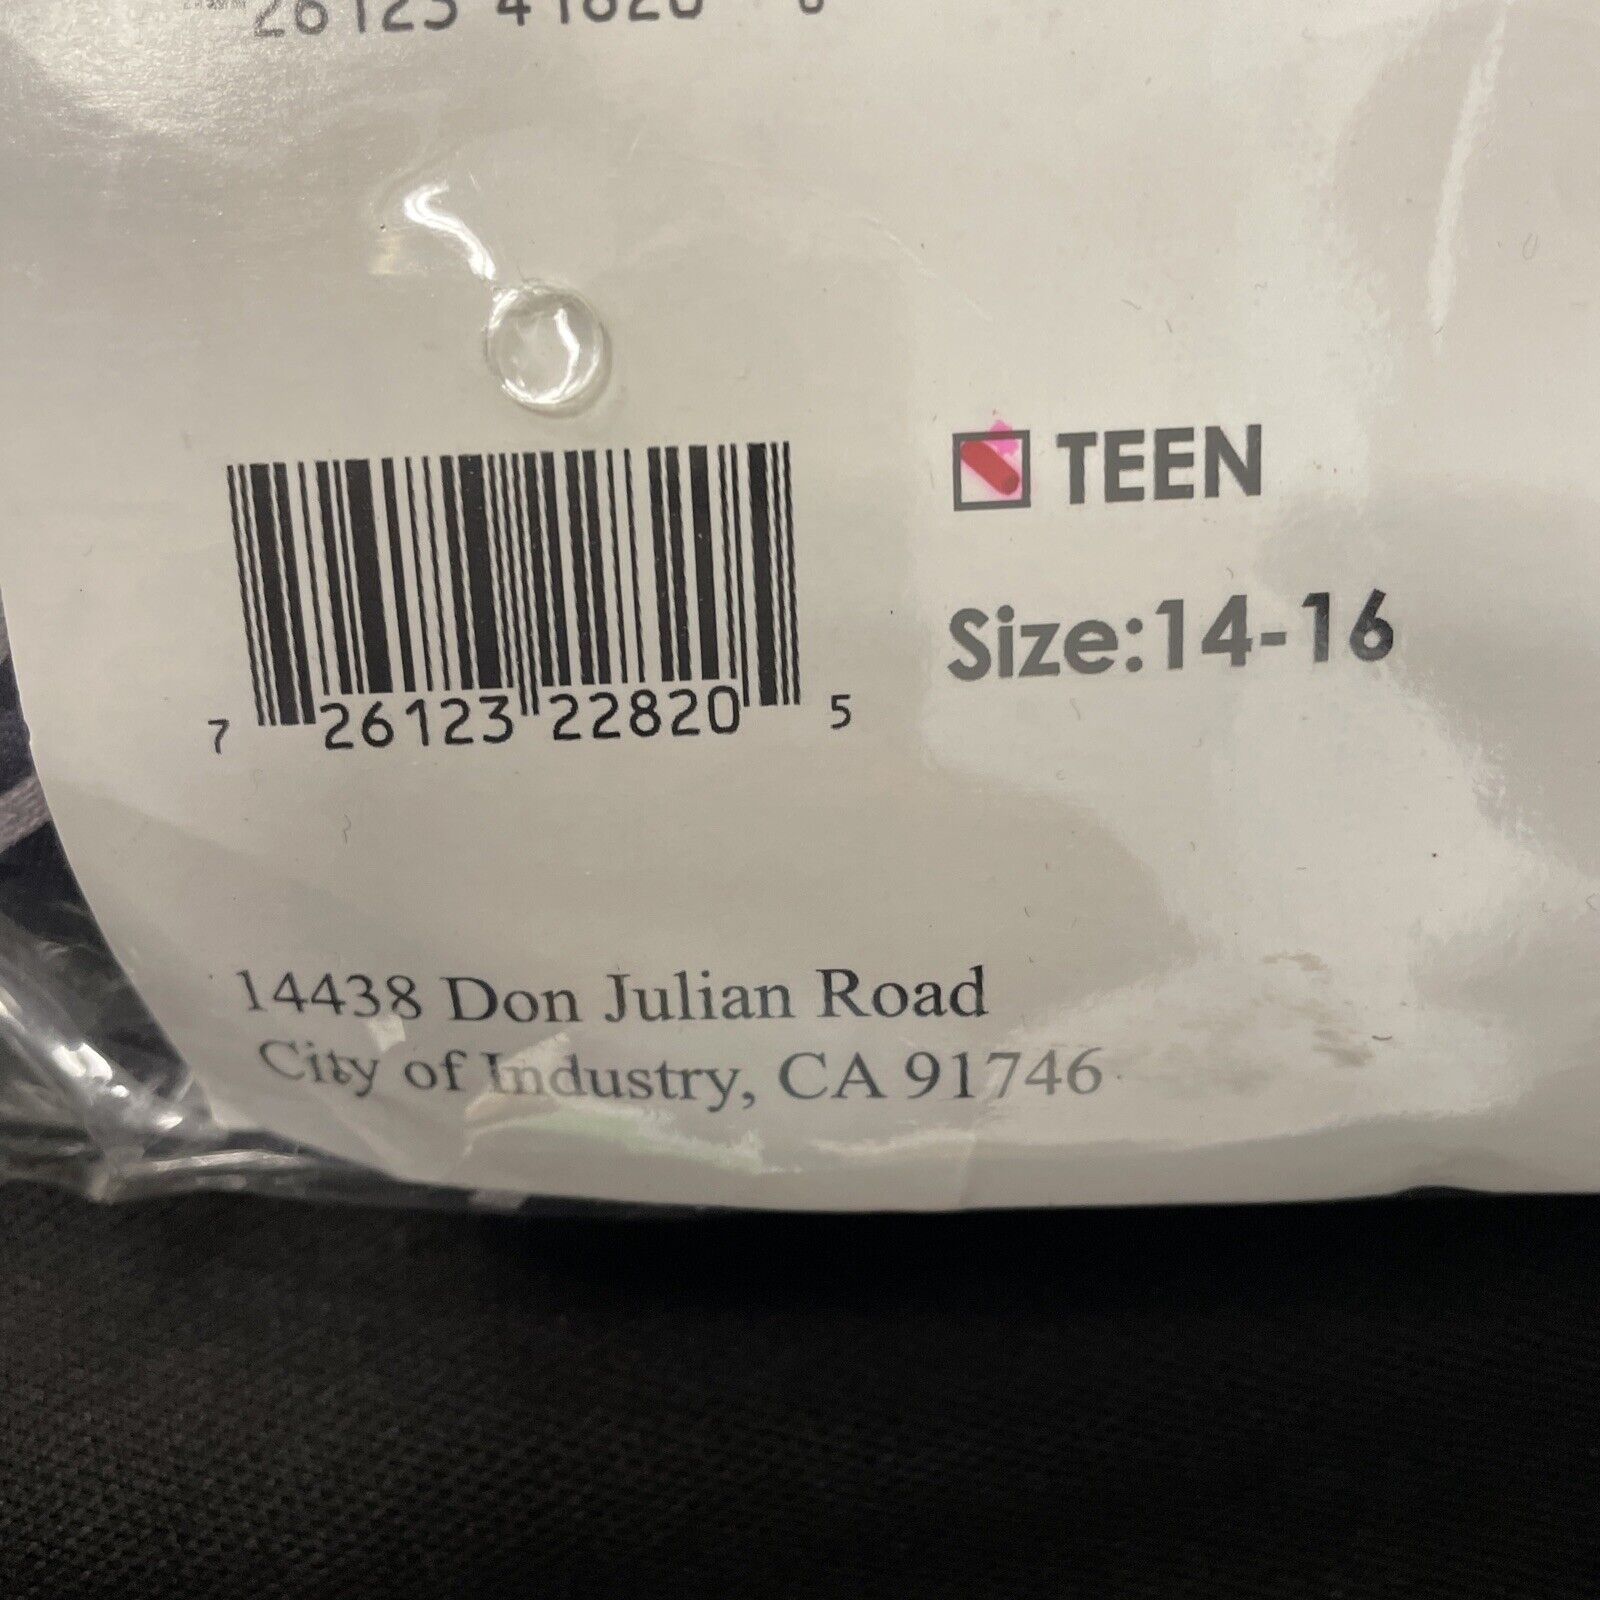 TEEN
Size:14-16
7 26123 22820 5
14438 Don Julian Road
City of Industry, CA 91746